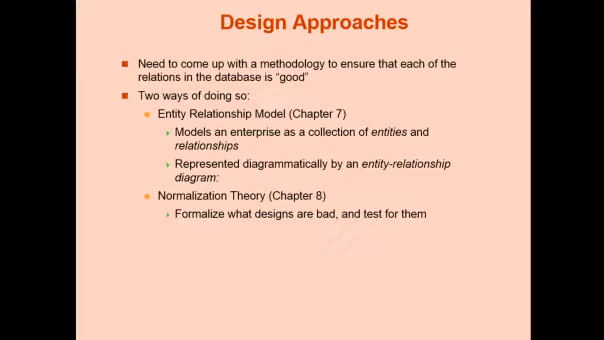 Design Approaches
Need to come up with a methodology to ensure that each of the
relations in the database is “good”
Two ways of doing so:
Entity Relationship Model (Chapter 7)
Models an enterprise as a collection of entities and
relationships
Represented diagrammatically by an entity-relationship
diagram:
Normalization Theory (Chapter 8)
Formalize what designs are bad, and test for them